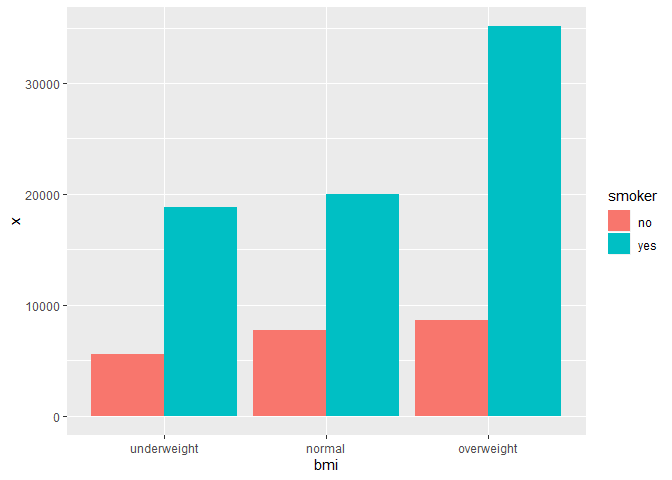 30000
20000
10000
0
x
underweight normal overweight
bmi
smoker
no
yes